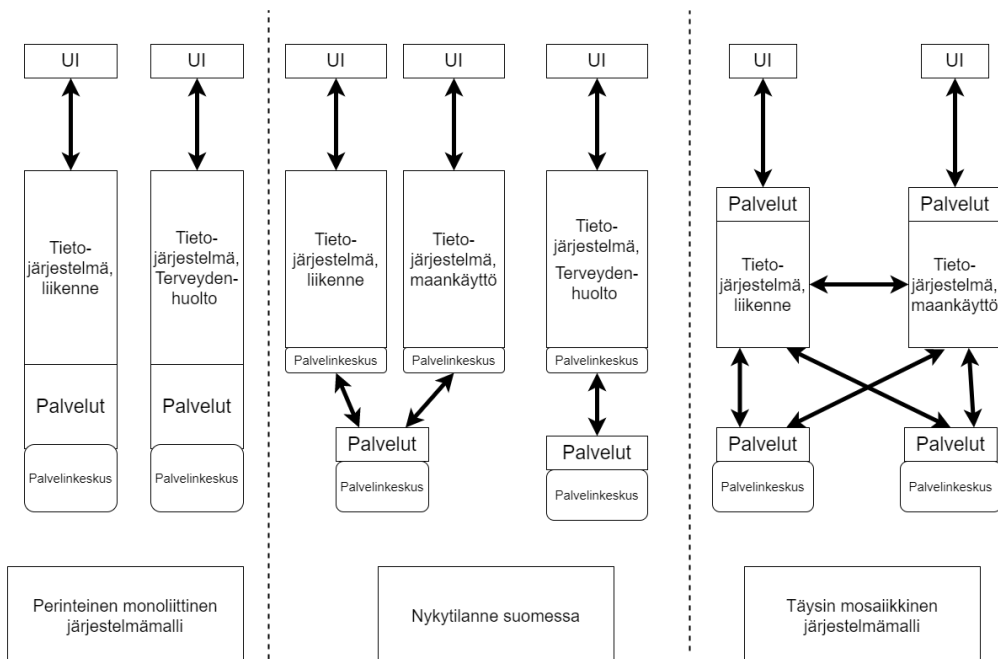 UI
Tieto-
järjestelmä,
liikenne
Palvelut
Palvelinkeskus
UI
Tieto-
järjestelmä,
Terveyden-
huolto
Palvelut
Palvelinkeskus
Perinteinen monoliittinen
järjestelmämalli
UI
Tieto-
järjestelmä,
liikenne
Palvelinkeskus
UI
Tieto-
järjestelmä,
maankäyttö
Palvelinkeskus
Palvelut
Palvelinkeskus
UI
Tieto-
järjestelmä,
Terveyden-
huolto
Palvelinkeskus
Palvelut
Palvelinkeskus
Nykytilanne suomessa
UI
Palvelut
Tieto-
järjestelmä,
liikenne
UI
Palvelut
Tieto-
järjestelmä,
maankäyttö
Palvelut
Palvelinkeskus
Palvelut
Palvelinkeskus
Täysin mosaiikkinen
järjestelmämalli